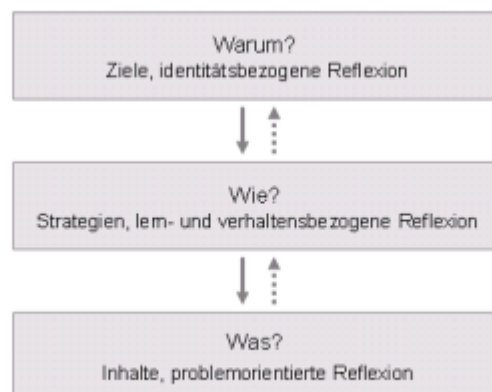 Warum?
Ziele, identitätsbezogene Reflexion
Wie?
Strategien, lern- und verhaltensbezogene Reflexion
Was?
Inhalte, problemorientierte Reflexion